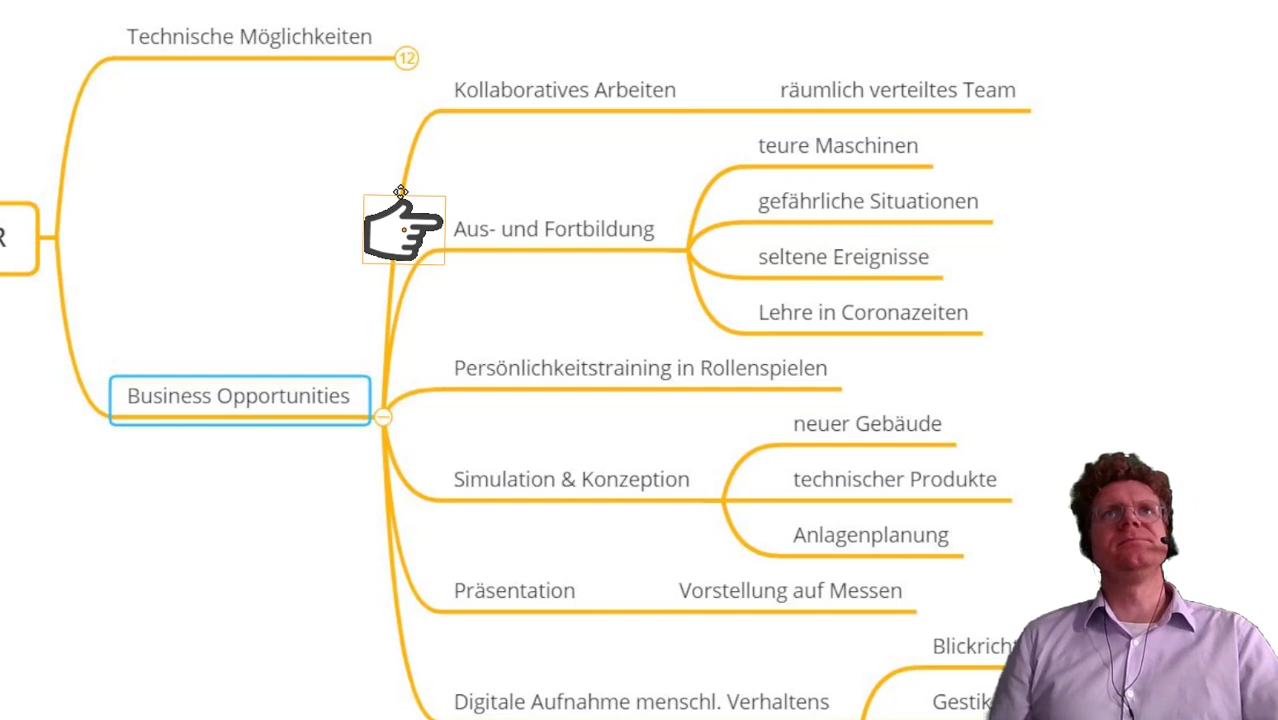 Technische Möglichkeiten
12
Kollaboratives Arbeiten
räumlich verteiltes Team
teure Maschinen
Aus- und Fortbildung
gefährliche Situationen
seltene Ereignisse
Lehre in Coronazeiten
R
Persönlichkeitstraining in Rollenspielen
Business Opportunities
neuer Gebäude
Simulation & Konzeption
technischer Produkte
Anlagenplanung
Präsentation
Vorstellung auf Messen
Digitale Aufnahme menschl. Verhaltens